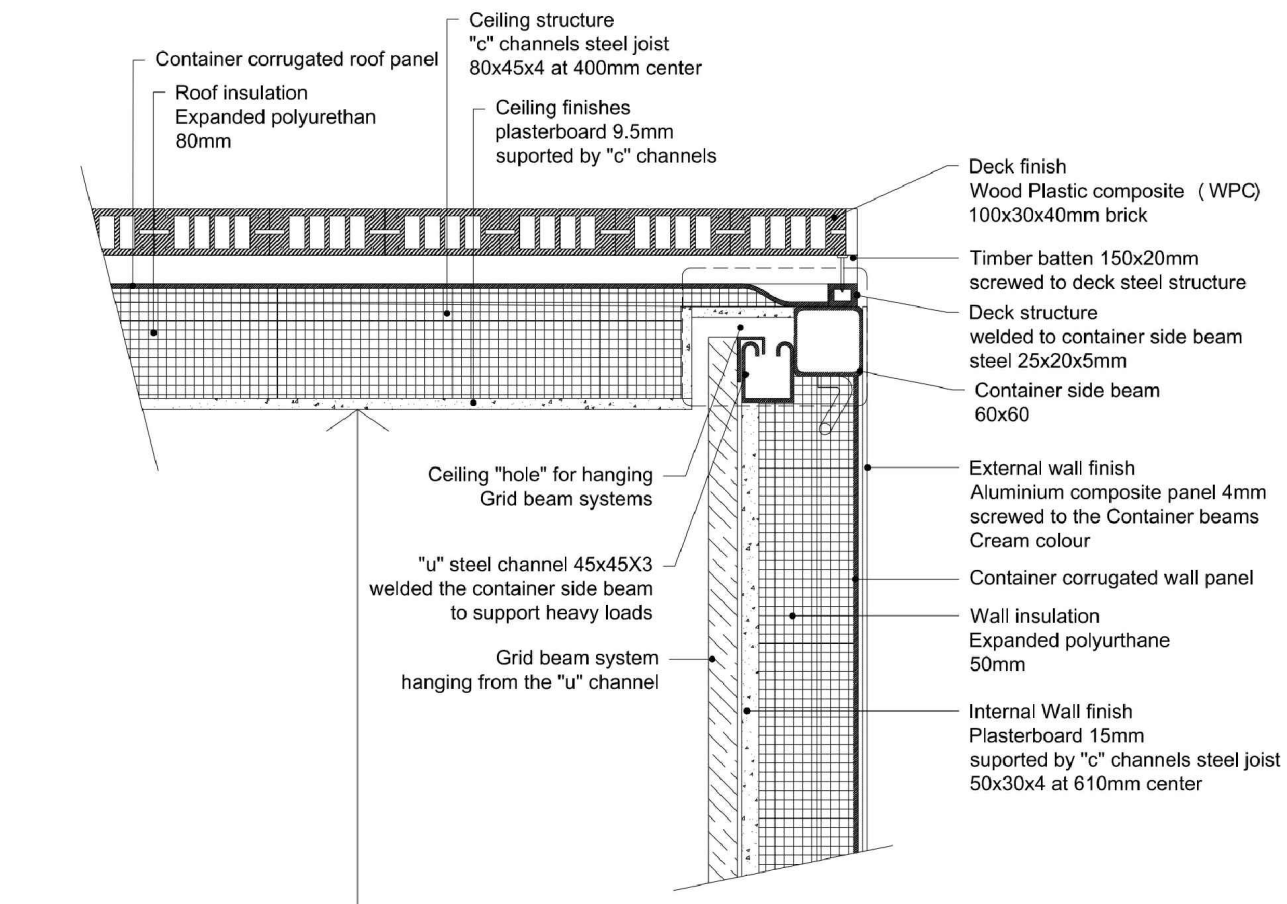 Ceiling structure
"c" channels steel joist
80x45x4 at 400mm center
Container corrugated roof panel
Roof insulation
Expanded polyurethan
80mm
Ceiling finishes
plasterboard 9.5mm
suported by "c" channels
Deck finish
Wood Plastic composite ( WPC)
100x30x40mm brick
Timber batten 150x20mm
screwed to deck steel structure
Deck structure
welded to container side beam
steel 25x20x5mm
Container side beam
60x60
Ceiling "hole" for hanging
Grid beam systems
"u" steel channel 45x45X3
welded the container side beam
to support heavy loads
Grid beam system
hanging from the "u" channel
External wall finish
Aluminium composite panel 4mm
screwed to the Container beams
Cream colour
Container corrugated wall panel
Wall insulation
Expanded polyurthane
50mm
Internal Wall finish
Plasterboard 15mm
suported by "c" channels steel joist
50x30x4 at 610mm center